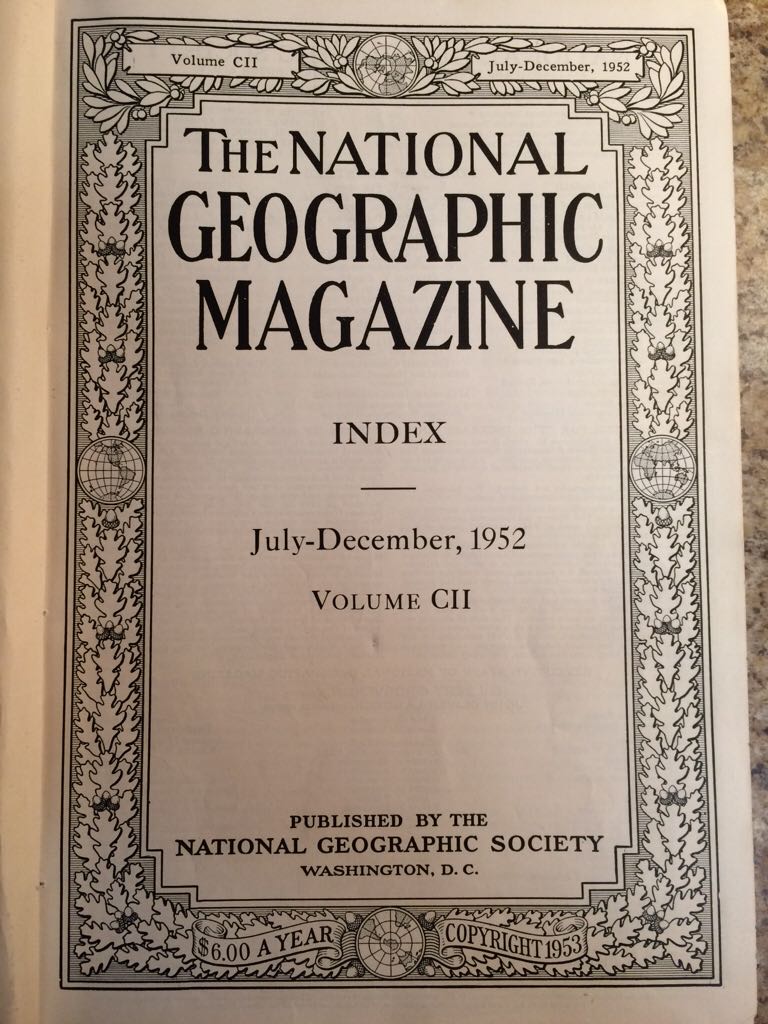 Volume CII
July-December, 1952
THE NATIONAL
GEOGRAPHIC
MAGAZINE
INDEX
July-December, 1952
VOLUME CII
PUBLISHED BY THE
NATIONAL GEOGRAPHIC SOCIETY
WASHINGTON, D. C.
$6.00 A YEAR
COPYRIGHT 1953